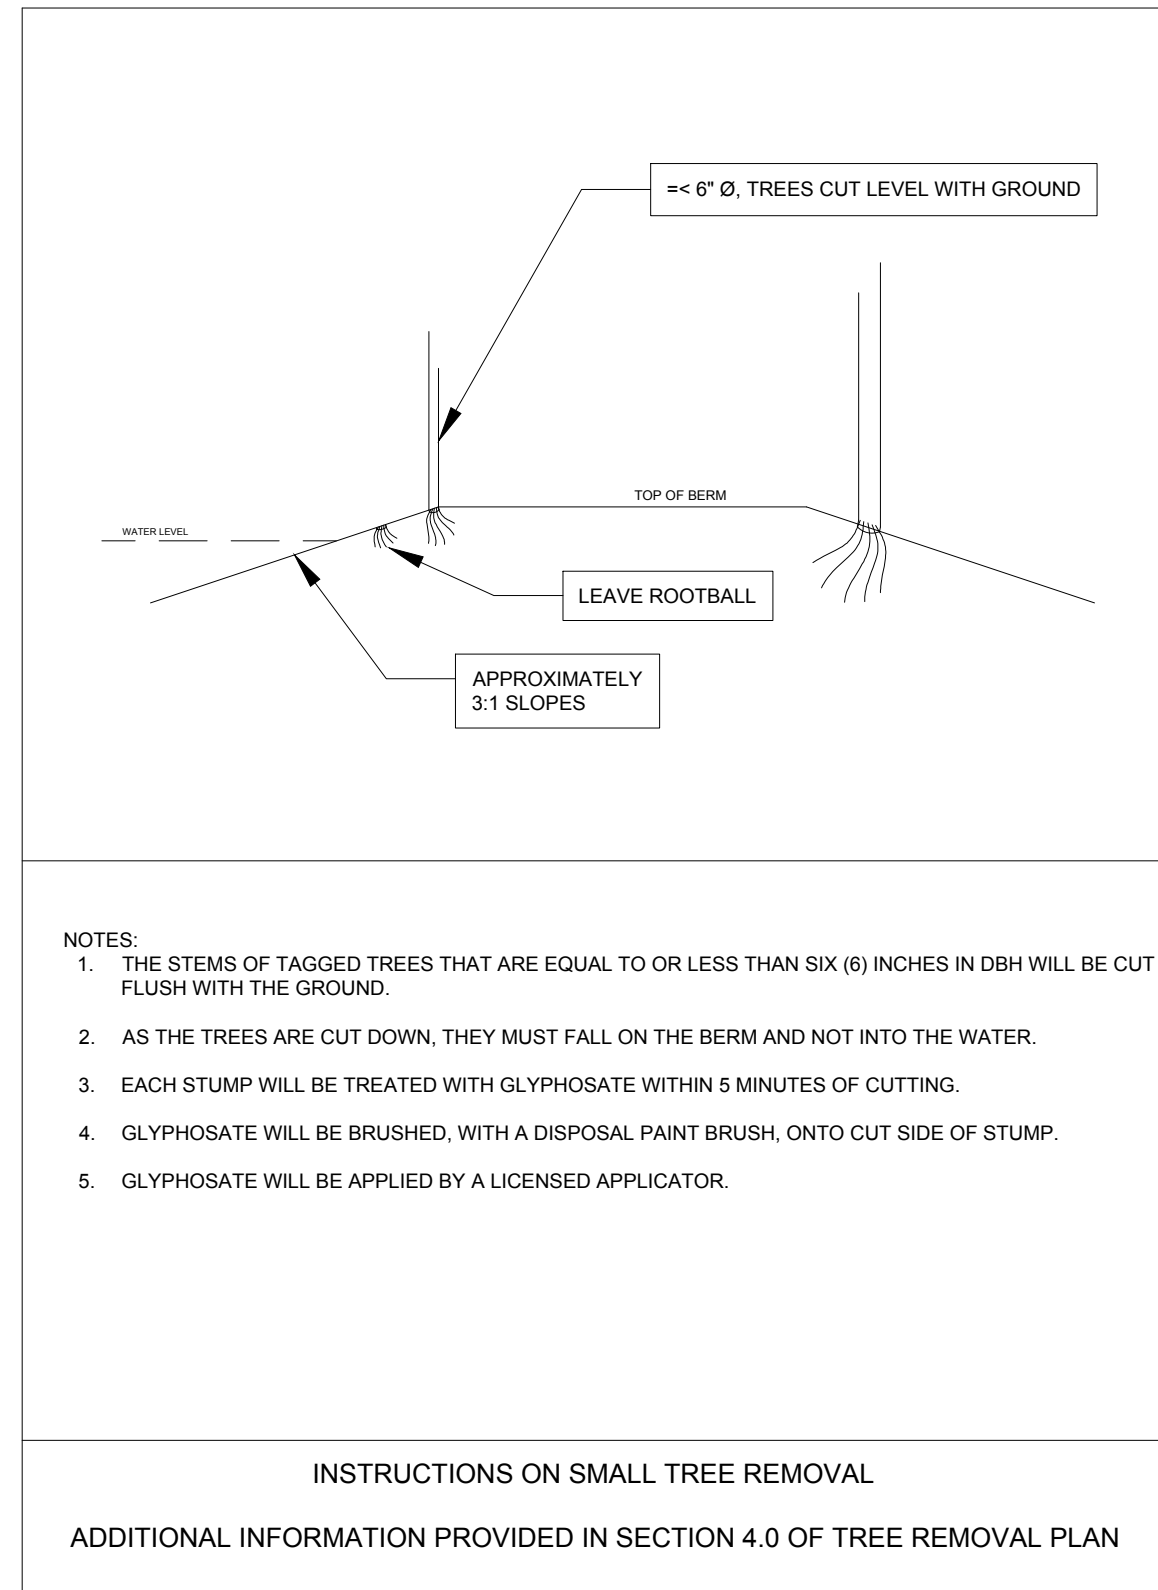 =< 6" Ø, TREES CUT LEVEL WITH GROUND
TOP OF BERM
WATER LEVEL
LEAVE ROOTBALL
APPROXIMATELY
3:1 SLOPES
NOTES:
1. THE STEMS OF TAGGED TREES THAT ARE EQUAL TO OR LESS THAN SIX (6) INCHES IN DBH WILL BE CUT
FLUSH WITH THE GROUND.
2. AS THE TREES ARE CUT DOWN, THEY MUST FALL ON THE BERM AND NOT INTO THE WATER.
3. EACH STUMP WILL BE TREATED WITH GLYPHOSATE WITHIN 5 MINUTES OF CUTTING.
4. GLYPHOSATE WILL BE BRUSHED, WITH A DISPOSAL PAINT BRUSH, ONTO CUT SIDE OF STUMP.
5. GLYPHOSATE WILL BE APPLIED BY A LICENSED APPLICATOR.
INSTRUCTIONS ON SMALL TREE REMOVAL
ADDITIONAL INFORMATION PROVIDED IN SECTION 4.0 OF TREE REMOVAL PLAN